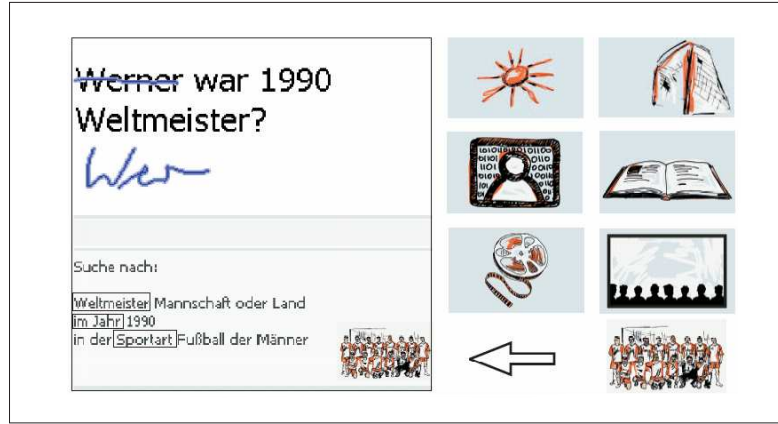 Werner war 1990
Weltmeister?
Wer
Suche nach:
Weltmeister Mannschaft oder Land
im Jahr 1990
in der Sportart Fußball der Männer